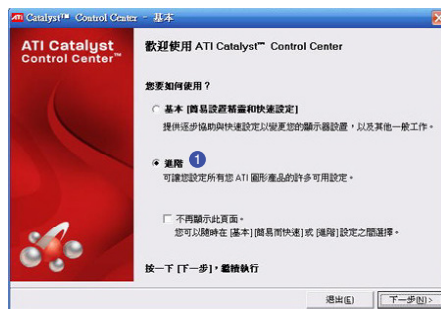 ATI Catalyst™ Control Center - 基本
ATI Catalyst™
Control Center™
歡迎使用 ATI Catalyst™ Control Center
您要如何使用？
基本 [簡易設置精靈和快速設定]
提供逐步協助與快速設定以變更您的顯示器設置，以及其他一般工作。
進階 1
可讓您設定所有您 ATI 圖形產品的許多可用設定。
不再顯示此頁面。
您可以隨時在 [基本] [簡易而快速] 或 [進階] 設定之間選擇。
按一下 [下一步]，繼續執行
退出(E)
下一步(N)>